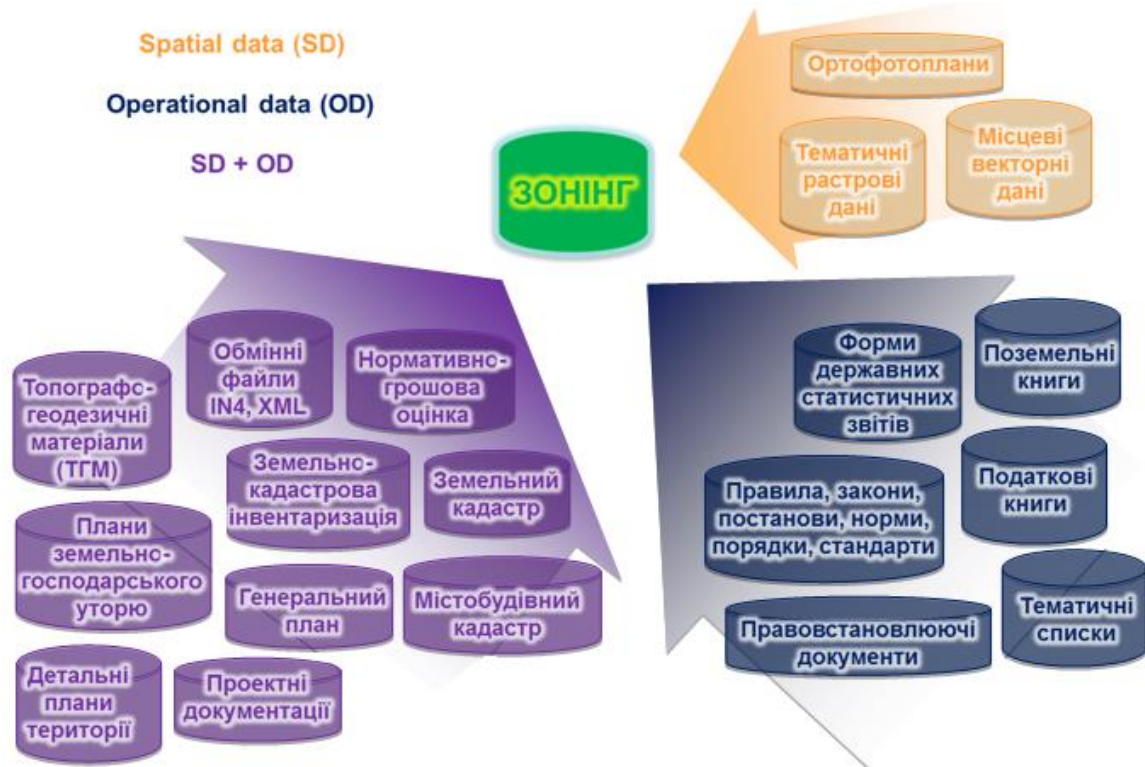 Spatial data (SD)
Operational data (OD)
SD + OD
ЗОНІНГ
Ортофотоплани
Тематичні
растрові
дані
Місцеві
векторні
дані
Топографо-
геодезичні
матеріали
(ТГМ)
Обмінні
файли
IN4, XML
Нормативно-
грошова
оцінка
Земельно-
кадастрова
інвентаризація
Земельний
кадастр
Плани
земельно-
господарського
уторю
Генеральний
план
Містобудівний
кадастр
Детальні
плани
території
Проектні
документації
Форми
державних
статистичних
звітів
Поземельні
книги
Правила, закони,
постанови, норми,
порядки, стандарти
Податкові
книги
Правовстановлюючі
документи
Тематичні
списки